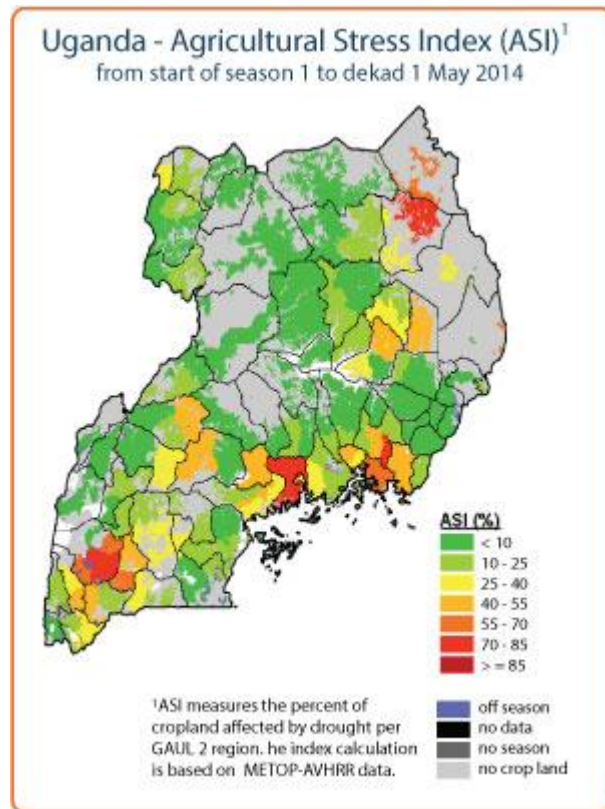 Uganda - Agricultural Stress Index (ASI)¹
from start of season 1 to dekad 1 May 2014
ASI (%)
< 10
10 - 25
25 - 40
40 - 55
55 - 70
70 - 85
> = 85
¹ASI measures the percent of
cropland affected by drought per
GAUL 2 region. he index calculation
is based on METOP-AVHRR data.
off season
no data
no season
no crop land